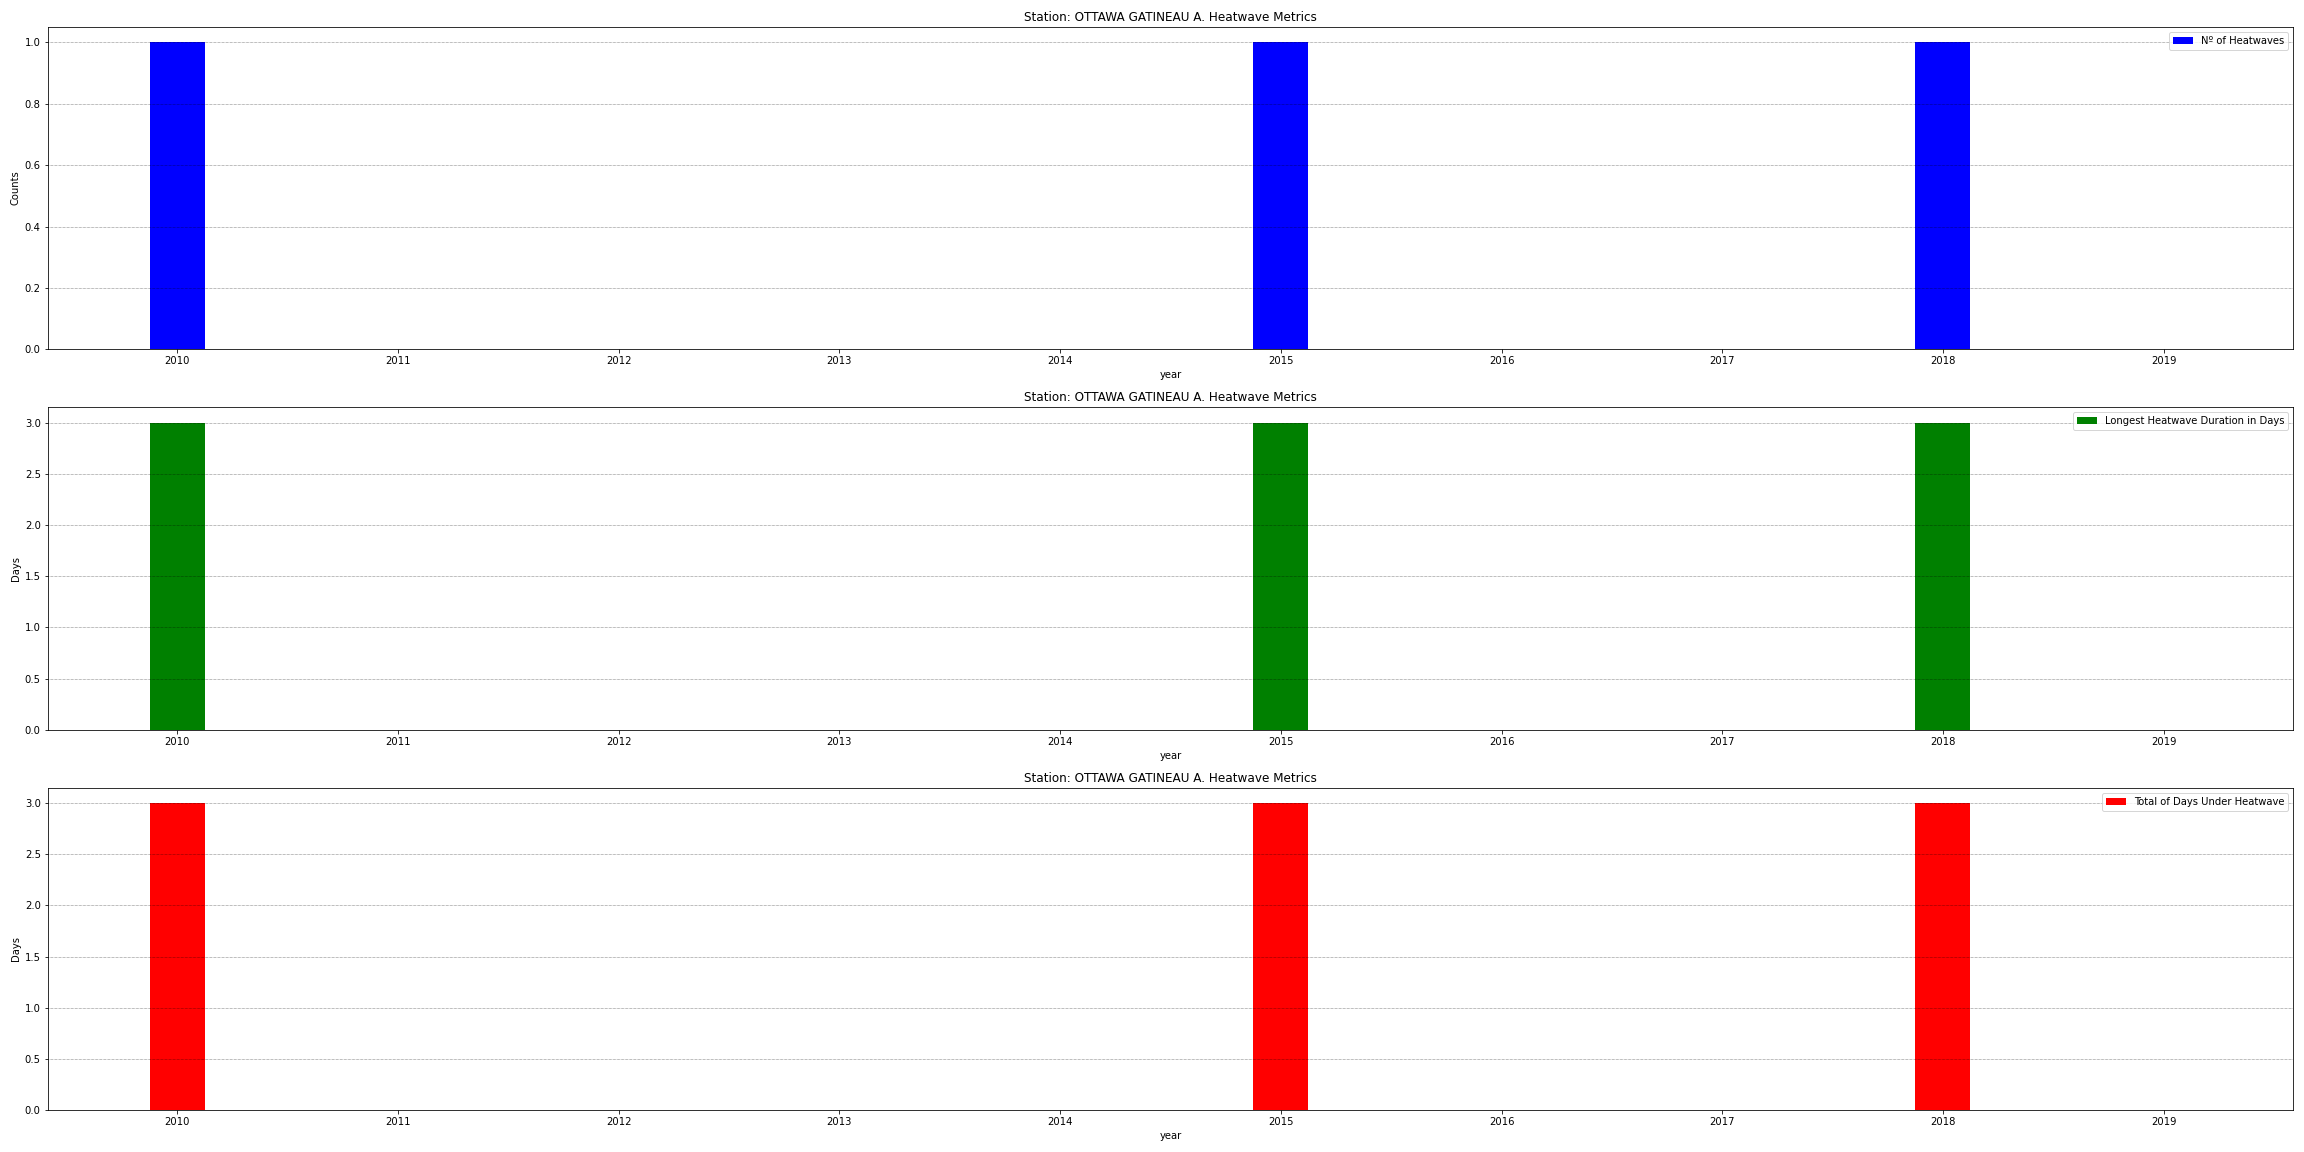 Station: OTTAWA GATINEAU A. Heatwave Metrics
Nº of Heatwaves
1.0
0.8
0.6
0.4
0.2
0.0
Counts
2010 2011 2012 2013 2014 2015 2016 2017 2018 2019
year
Station: OTTAWA GATINEAU A. Heatwave Metrics
Longest Heatwave Duration in Days
3.0
2.5
2.0
1.5
1.0
0.5
0.0
Days
2010 2011 2012 2013 2014 2015 2016 2017 2018 2019
year
Station: OTTAWA GATINEAU A. Heatwave Metrics
Total of Days Under Heatwave
3.0
2.5
2.0
1.5
1.0
0.5
0.0
Days
2010 2011 2012 2013 2014 2015 2016 2017 2018 2019
year